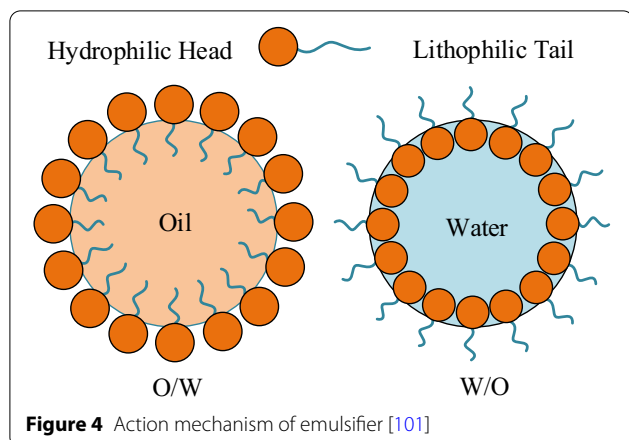 Hydrophilic Head Lithophilic Tail
Oil Water
O/W W/O
Figure 4 Action mechanism of emulsifier [101]